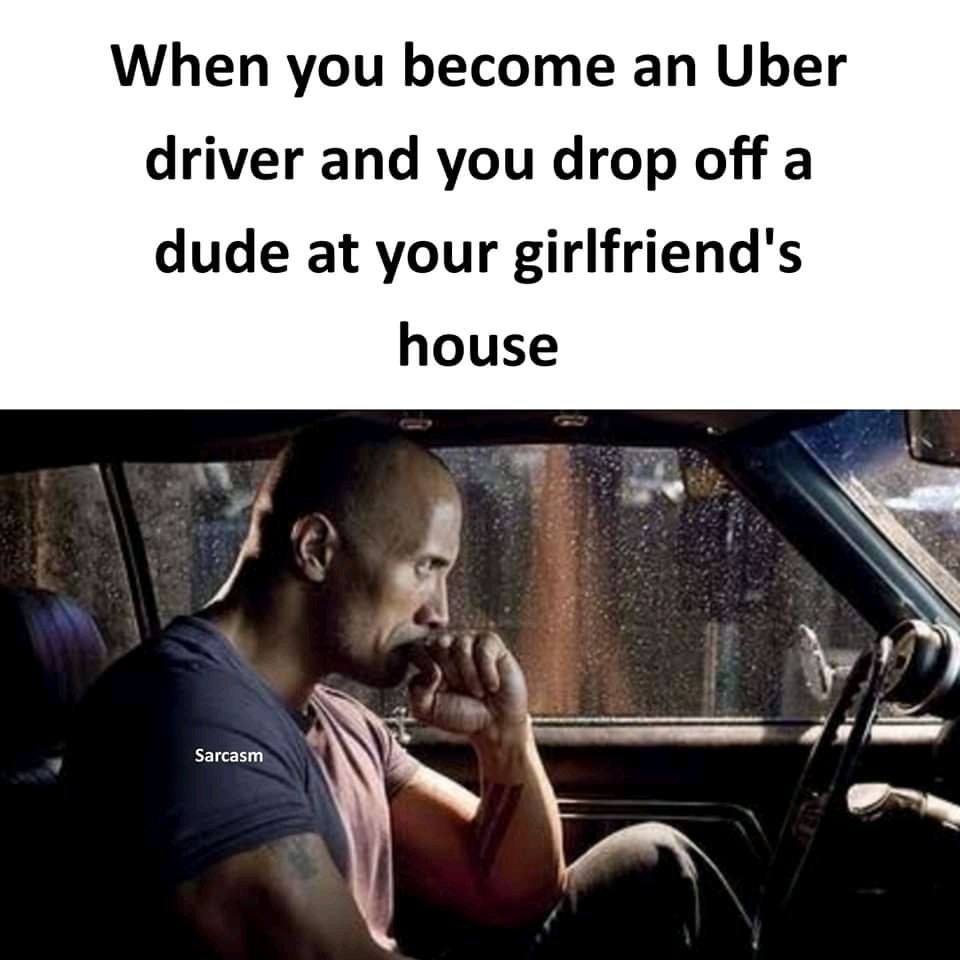 When you become an Uber
driver and you drop off a
dude at your girlfriend's
house
Sarcasm